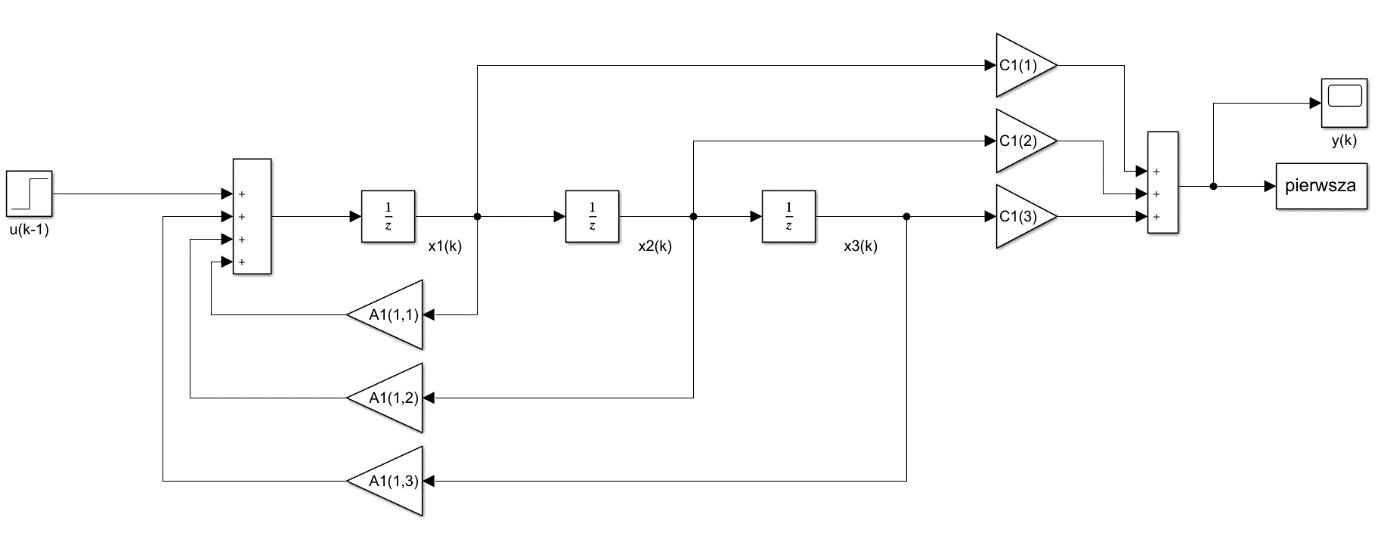 C1(1)
y(k)
C1(2)
u(k-1)
+
+
+
+
1
z
x1(k)
1
z
x2(k)
1
z
x3(k)
C1(3)
+
+
+
pierwsza
A1(1,1)
A1(1,2)
A1(1,3)